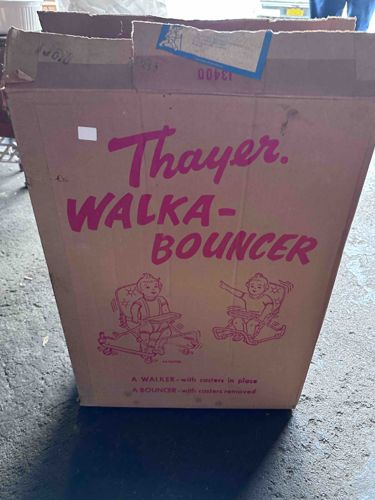 13400
Thayer.
WALKA-
BOUNCER
A WALKER-with casters in place
A BOUNCER-with casters removed